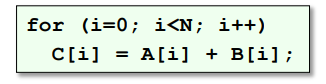 for (i=0; i<N; i++)
C[i] = A[i] + B[i];